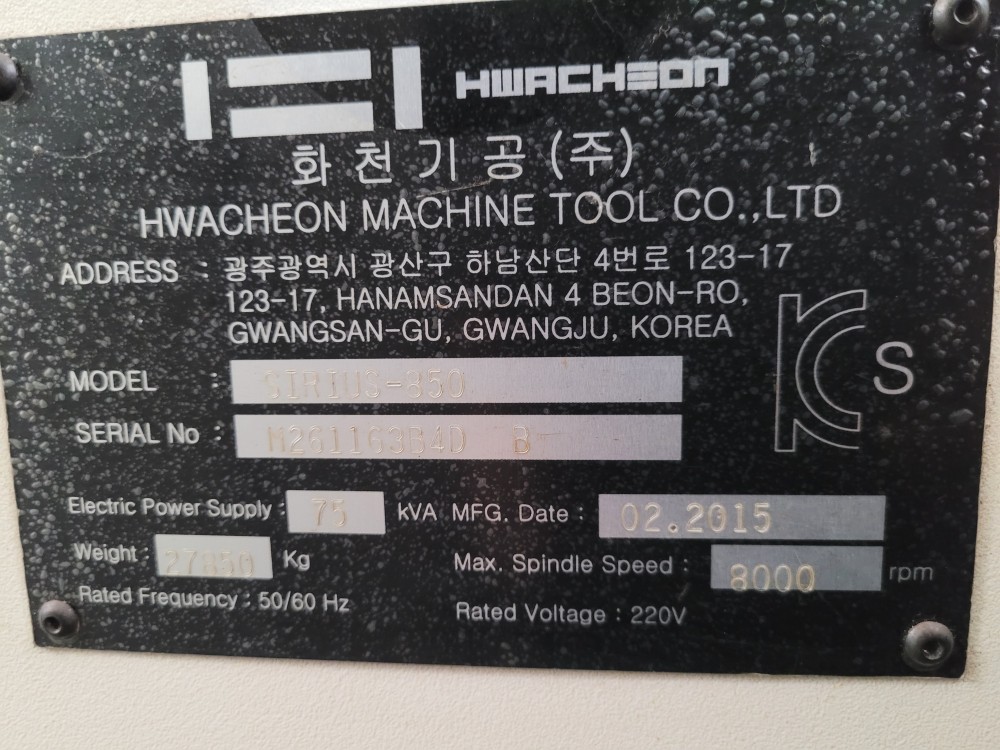 HWACHEON
화천기공(주)
HWACHEON MACHINE TOOL CO.,LTD
ADDRESS : 광주광역시 광산구 하남산단 4번로 123-17
123-17, HANAMSANDAN 4 BEON-RO,
GWANGSAN-GU, GWANGJU, KOREA
MODEL : SIRIUS-850
SERIAL No :
S
Electric Power Supply : 75 kVA MFG. Date : 02.2015
Weight : 27850 Kg Max. Spindle Speed : 8000 rpm
Rated Frequency : 50/60 Hz Rated Voltage : 220V